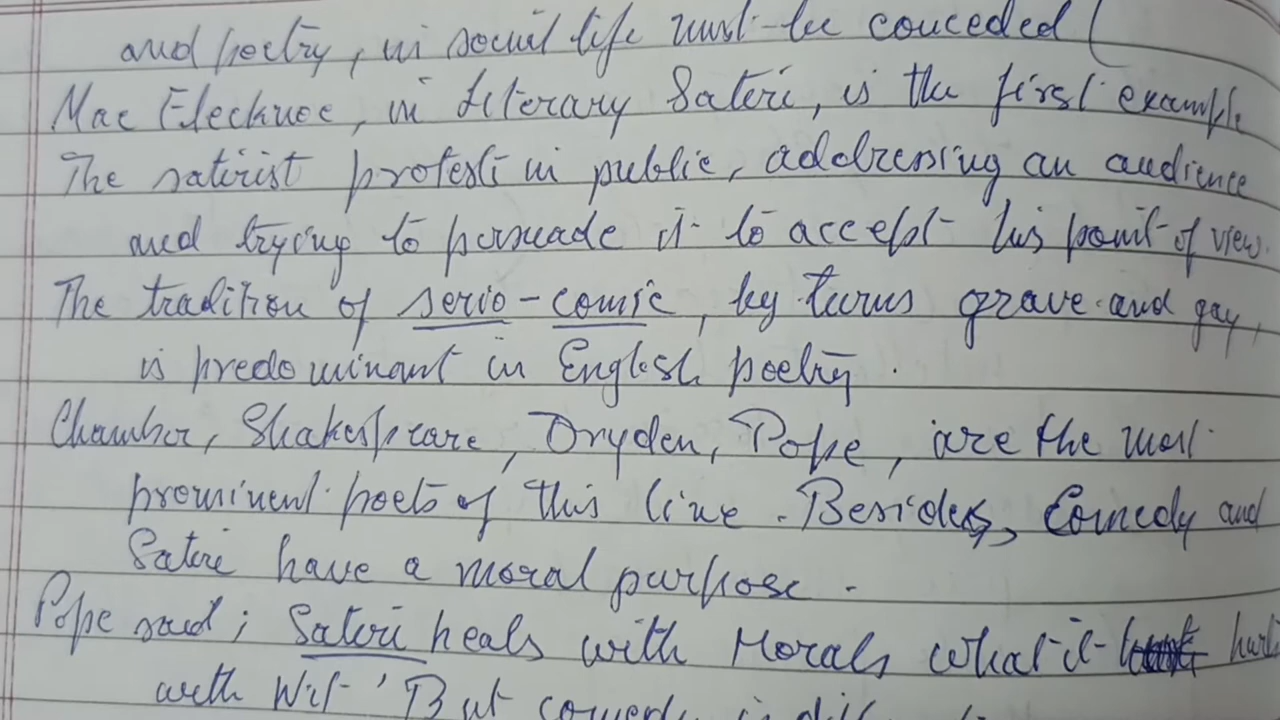 and poetry, in social life must be conceded (
Mac Flecknoe, in Literary Satire, is the first example
The satirist protests in public, addressing an audience
and trying to persuade it to accept his point of view.
The tradition of serio-comic, by turns grave and gay,
is predominant in English poetry.
Shakespeare, Dryden, Pope, are the most
prominent poets of this line. Besides, Comedy and
Satire have a moral purpose.
Pope said; Satire heals with Morals what it hurts
with Wit' But comedy is